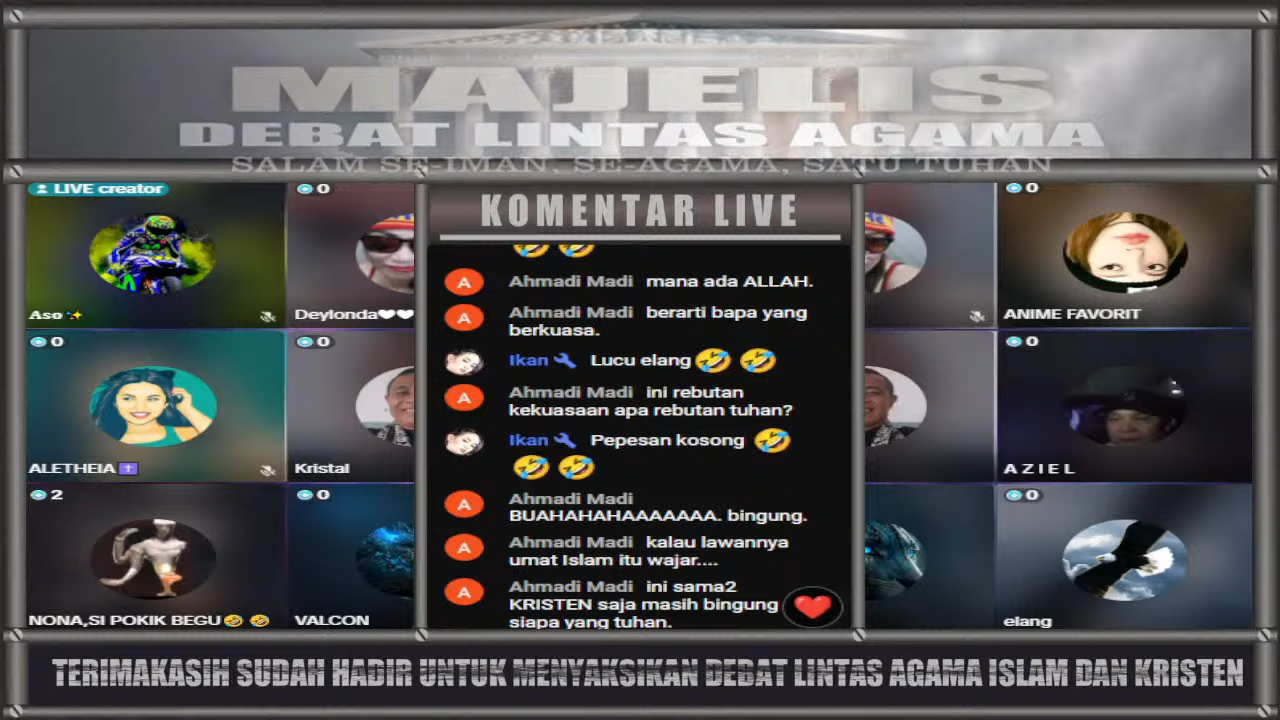 MAJELIS
DEBAT LINTAS AGAMA
SALAM SE-IMAN, SE-AGAMA, SATU TUHAN
LIVE creator
0
KOMENTAR LIVE
0
Aso
Deylonda
ANIME FAVORIT
Ahmadi Madi mana ada ALLAH.
Ahmadi Madi berarti bapa yang
berkuasa.
Ikan Lucu elang 🤣 🤣
Ahmadi Madi ini rebutan
kekuasaan apa rebutan tuhan?
Ikan Pepesan kosong 🤣
🤣 🤣
Ahmadi Madi
BUAHAHAHAAAAAAA. bingung.
Ahmadi Madi kalau lawannya
umat Islam itu wajar....
Ahmadi Madi ini sama2
KRISTEN saja masih bingung
siapa yang tuhan.
0
0
0
ALETHEIA
Kristal
A Z I E L
2
0
0
NONA,SI POKIK BEGU 🤣 🤣
VALCON
elang
TERIMAKASIH SUDAH HADIR UNTUK MENYAKSIKAN DEBAT LINTAS AGAMA ISLAM DAN KRISTEN